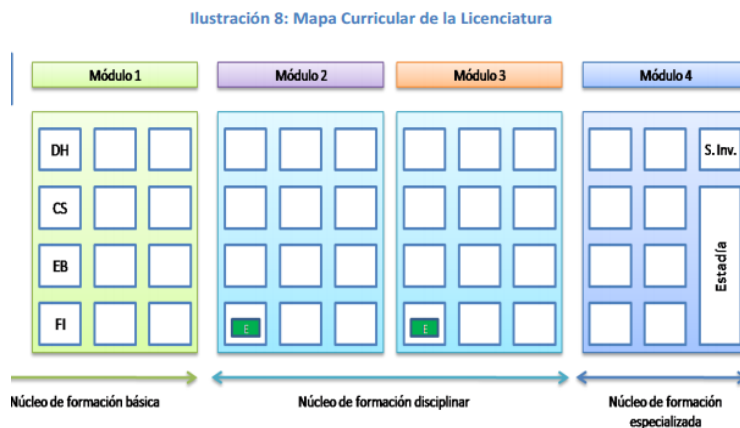 Ilustración 8: Mapa Curricular de la Licenciatura
Módulo 1
Módulo 2
Módulo 3
Módulo 4
DH
S. Inv.
CS
EB
Estadía
FI
E
E
Núcleo de formación básica
Núcleo de formación disciplinar
Núcleo de formación
especializada